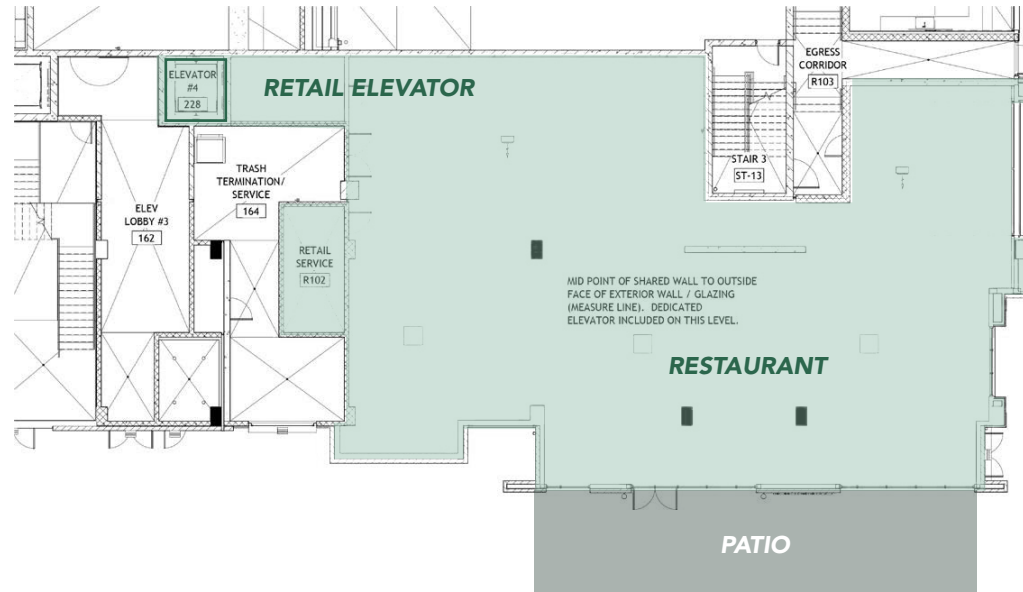 ELEVATOR
#4
228
RETAIL ELEVATOR
EGRESS
CORRIDOR
R103
TRASH
TERMINATION/
SERVICE
164
STAIR 3
ST-13
ELEV
LOBBY #3
162
RETAIL
SERVICE
R102
MID POINT OF SHARED WALL TO OUTSIDE
FACE OF EXTERIOR WALL / GLAZING
(MEASURE LINE). DEDICATED
ELEVATOR INCLUDED ON THIS LEVEL.
RESTAURANT
PATIO